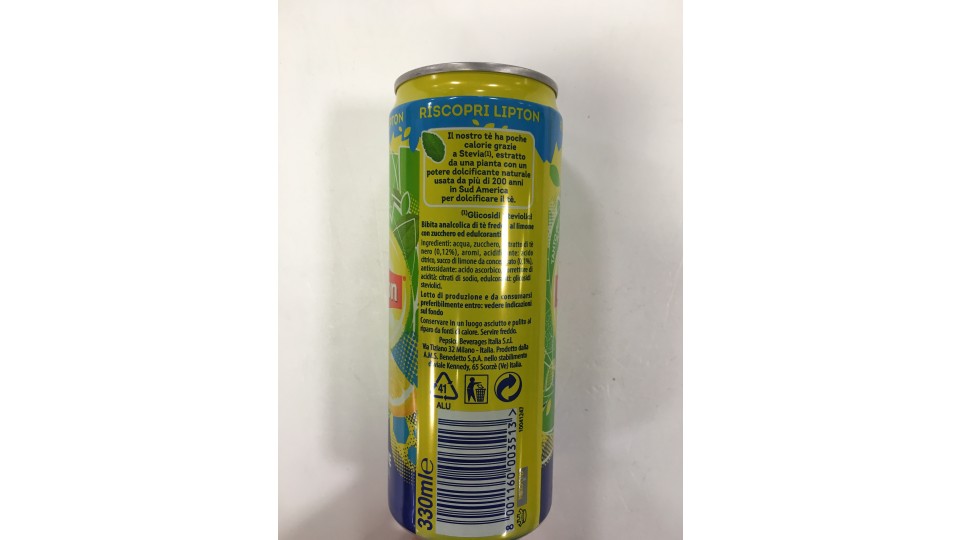 TON RISCOPRI LIPTON
Il nostro tè ha poche
calorie grazie
a Stevia(1), estratto
da una pianta con un
potere dolcificante naturale
usata da più di 200 anni
in Sud America
per dolcificare il tè.
(1)Glicosidi Steviolici
Bibita analcolica di tè freddo al limone
con zucchero ed edulcoranti
Ingredienti: acqua, zucchero, estratto di tè
nero (0,12%), aromi, acidificante: acido
citrico, succo di limone da concentrato (0,1%),
antiossidante: acido ascorbico, correttore di
acidità: citrati di sodio, edulcoranti: glicosidi
steviolici.
Lotto di produzione e da consumarsi
preferibilmente entro: vedere indicazioni
sul fondo
Conservare in un luogo asciutto e pulito al
riparo da fonti di calore. Servire freddo.
Pepsico Beverages Italia S.r.l.
Via Tiziano 32 Milano - Italia. Prodotto dalla
A.M.S. Benedetto S.p.A. nello stabilimento
di viale Kennedy, 65 Scorzè (Ve) Italia.
41
ALU
330ml e
8 001160 003513 >
10041247